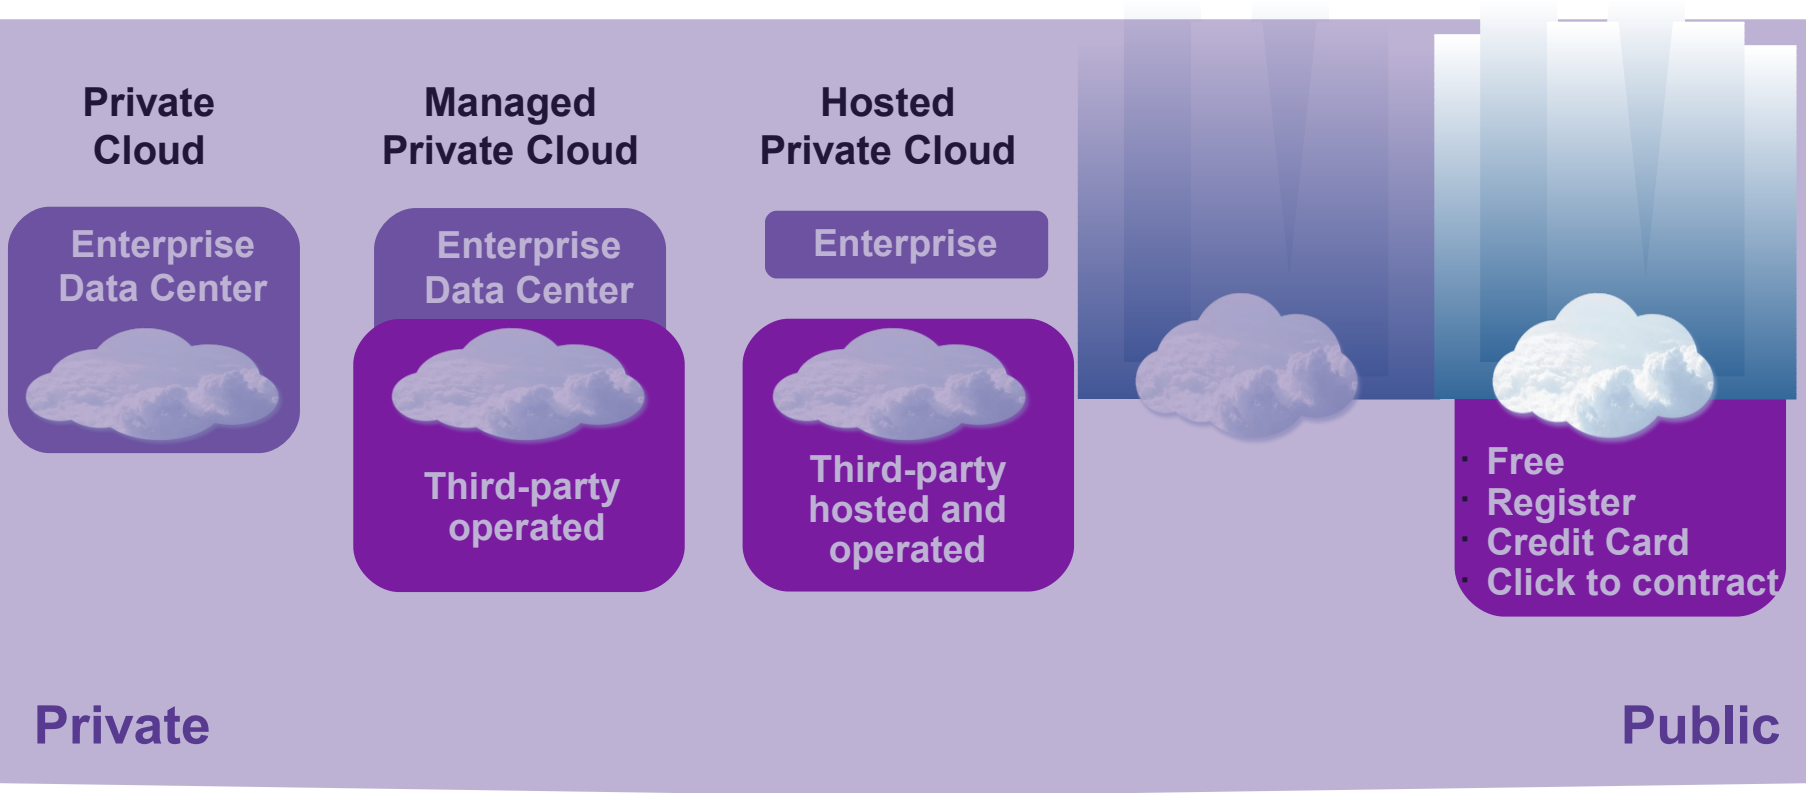 Private
Cloud
Managed
Private Cloud
Hosted
Private Cloud
Enterprise
Data Center
Enterprise
Data Center
Enterprise
Third-party
operated
Third-party
hosted and
operated
· Free
· Register
· Credit Card
· Click to contract
Private
Public